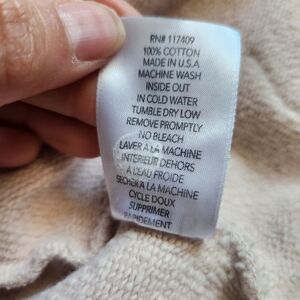 RN# 117409
100% COTTON
MADE IN U.S.A
MACHINE WASH
INSIDE OUT
IN COLD WATER
TUMBLE DRY LOW
REMOVE PROMPTLY
NO BLEACH
LAVER A LA MACHINE
INTERIEUR DEHORS
A L'EAU FROIDE
SECHER A LA MACHINE
CYCLE DOUX
SUPPRIMER
RAPIDEMENT